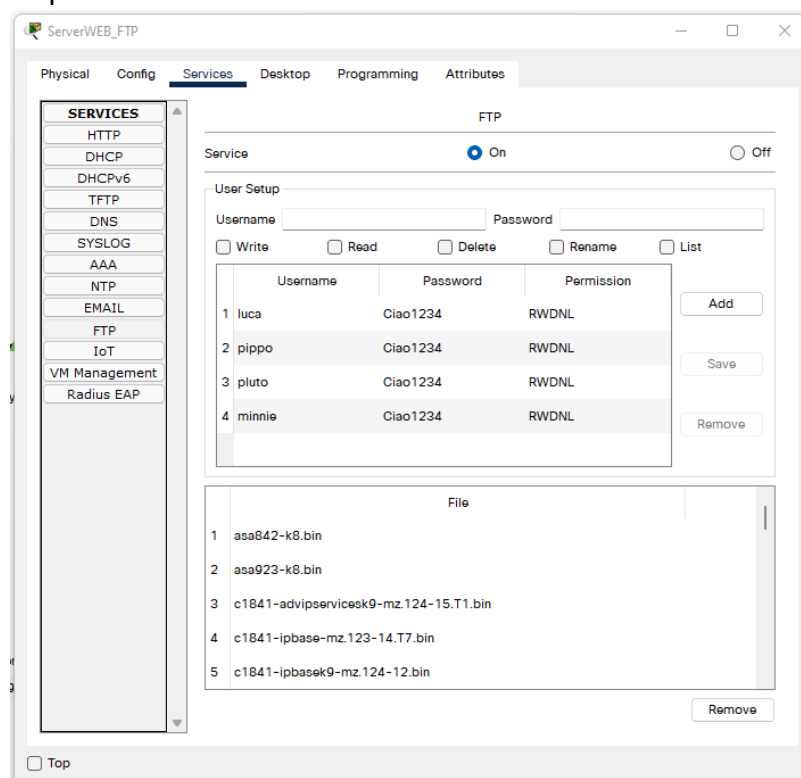 ServerWEB_FTP
Physical Config Services Desktop Programming Attributes
SERVICES
HTTP
DHCP
DHCPv6
TFTP
DNS
SYSLOG
AAA
NTP
EMAIL
FTP
IoT
VM Management
Radius EAP
FTP
Service On Off
User Setup
Username Password
Write Read Delete Rename List
Username Password Permission
1 luca Ciao1234 RWDNL
2 pippo Ciao1234 RWDNL
3 pluto Ciao1234 RWDNL
4 minnie Ciao1234 RWDNL
Add
Save
Remove
File
1 asa842-k8.bin
2 asa923-k8.bin
3 c1841-advipservicesk9-mz.124-15.T1.bin
4 c1841-ipbase-mz.123-14.T7.bin
5 c1841-ipbasek9-mz.124-12.bin
Remove
Top